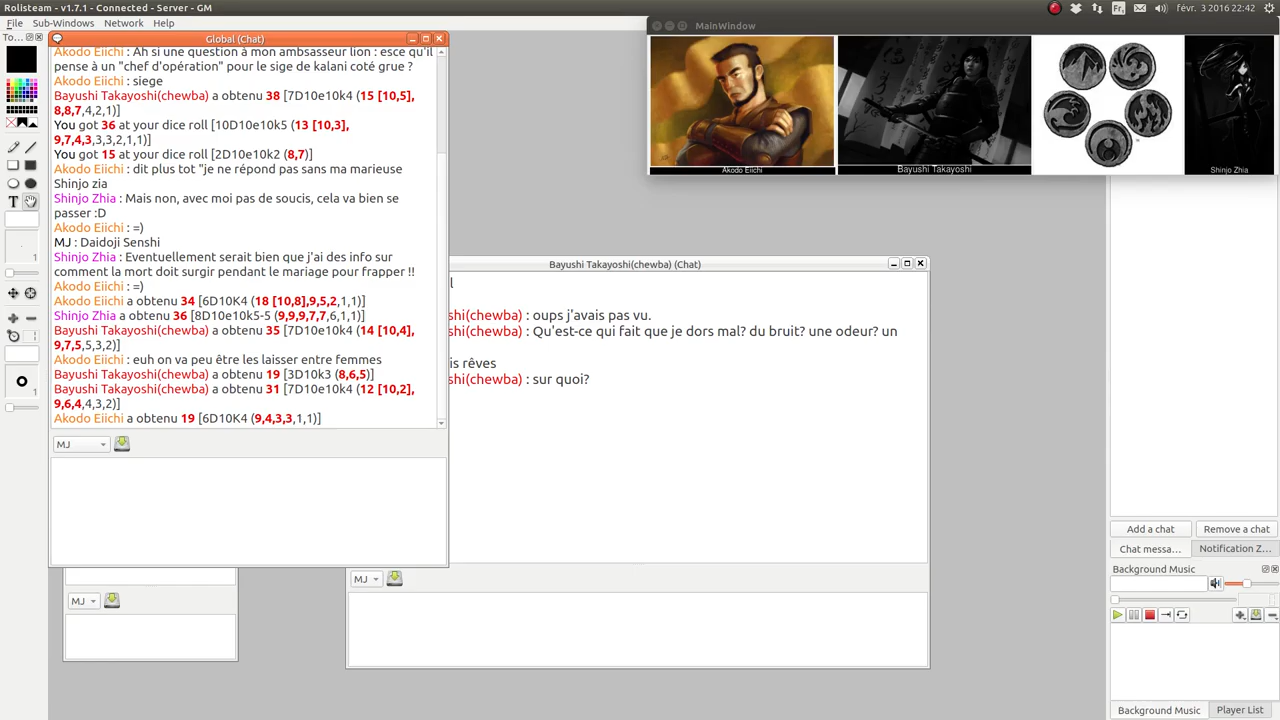 Rolisteam - v1.7.1 - Connected - Server - GM
Fr
févr. 3 2016 22:42
File Sub-Windows Network Help
To...
Global (Chat)
Akodo Eiichi : Ah si une question à mon ambsasseur lion : esce qu'il
pense à un "chef d'opération" pour le sige de kalani coté grue ?
Akodo Eiichi : siege
Bayushi Takayoshi(chewba) a obtenu 38 [7D10e10k4 (15 [10,5],
8,8,7,4,2,1)]
You got 36 at your dice roll [10D10e10k5 (13 [10,3],
9,7,4,3,3,3,2,1,1)]
You got 15 at your dice roll [2D10e10k2 (8,7)]
Akodo Eiichi : dit plus tot "je ne répond pas sans ma marieuse
Shinjo zia
Shinjo Zhia : Mais non, avec moi pas de soucis, cela va bien se
passer :D
Akodo Eiichi : =)
MJ : Daidoji Senshi
Shinjo Zhia : Eventuellement serait bien que j'ai des info sur
comment la mort doit surgir pendant le mariage pour frapper !!
Akodo Eiichi : =)
Akodo Eiichi a obtenu 34 [6D10K4 (18 [10,8],9,5,2,1,1)]
Shinjo Zhia a obtenu 36 [8D10e10k5-5 (9,9,9,7,7,6,1,1)]
Bayushi Takayoshi(chewba) a obtenu 35 [7D10e10k4 (14 [10,4],
9,7,5,5,3,2)]
Akodo Eiichi : euh on va peu être les laisser entre femmes
Bayushi Takayoshi(chewba) a obtenu 19 [3D10k3 (8,6,5)]
Bayushi Takayoshi(chewba) a obtenu 31 [7D10e10k4 (12 [10,2],
9,6,4,4,3,2)]
Akodo Eiichi a obtenu 19 [6D10K4 (9,4,3,3,1,1)]
MJ
1
1
MainWindow
Akodo Eiichi
Bayushi Takayoshi
Shinjo Zhia
Bayushi Takayoshi(chewba) (Chat)
l
shi(chewba) : oups j'avais pas vu.
shi(chewba) : Qu'est-ce qui fait que je dors mal? du bruit? une odeur? un
is rêves
shi(chewba) : sur quoi?
MJ
MJ
Add a chat Remove a chat
Chat messa... Notification Z...
Background Music
Background Music Player List